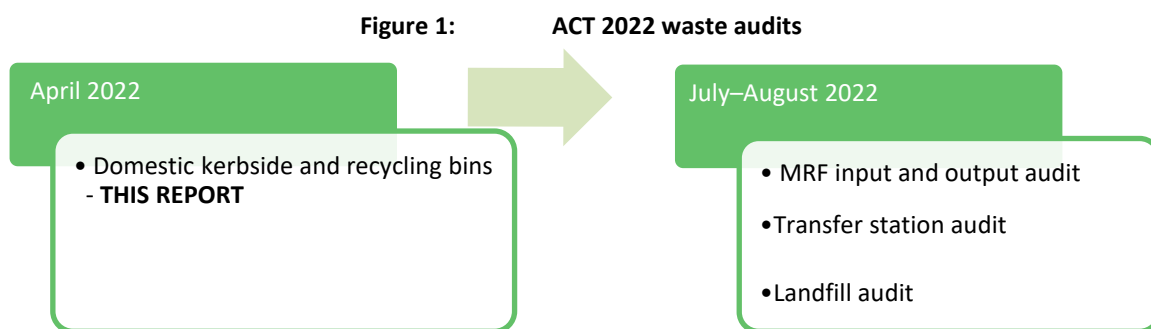 Figure 1: ACT 2022 waste audits
April 2022
• Domestic kerbside and recycling bins
- THIS REPORT
July–August 2022
• MRF input and output audit
•Transfer station audit
•Landfill audit